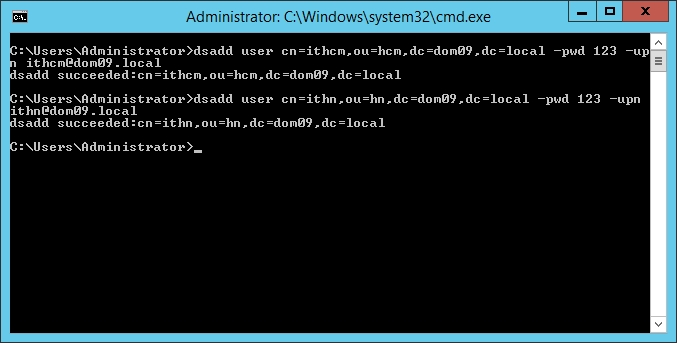 Administrator: C:\Windows\system32\cmd.exe
C:\Users\Administrator>dsadd user cn=ithcm,ou=hcm,dc=dom09,dc=local -pwd 123 -up
n ithcm@dom09.local
dsadd succeeded:cn=ithcm,ou=hcm,dc=dom09,dc=local
C:\Users\Administrator>dsadd user cn=ithn,ou=hn,dc=dom09,dc=local -pwd 123 -upn
ithn@dom09.local
dsadd succeeded:cn=ithn,ou=hn,dc=dom09,dc=local
C:\Users\Administrator>_